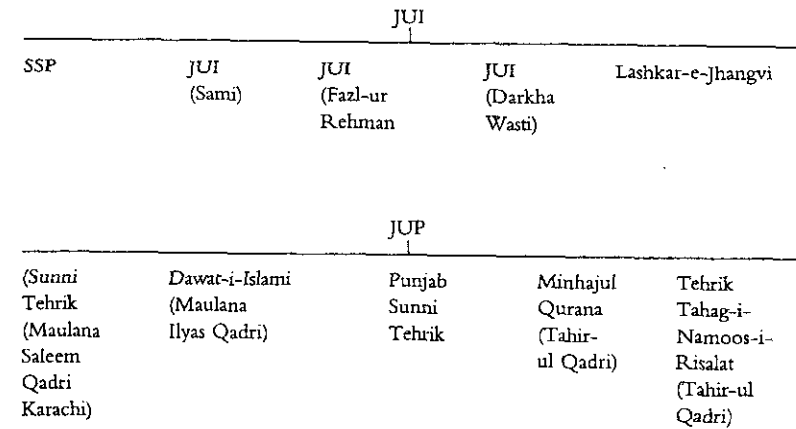 JUI
SSP
JUI
(Sami)
JUI
(Fazl-ur
Rehman
JUI
(Darkha
Wasti)
Lashkar-e-Jhangvi
JUP
(Sunni
Tehrik
(Maulana
Saleem
Qadri
Karachi)
Dawat-i-Islami
(Maulana
Ilyas Qadri)
Punjab
Sunni
Tehrik
Minhajul
Qurana
(Tahir-
ul Qadri)
Tehrik
Tahag-i-
Namoos-i-
Risalat
(Tahir-ul
Qadri)